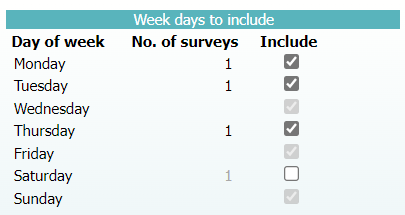 Week days to include
Day of week No. of surveys Include
Monday 1
Tuesday 1
Wednesday
Thursday 1
Friday
Saturday 1
Sunday